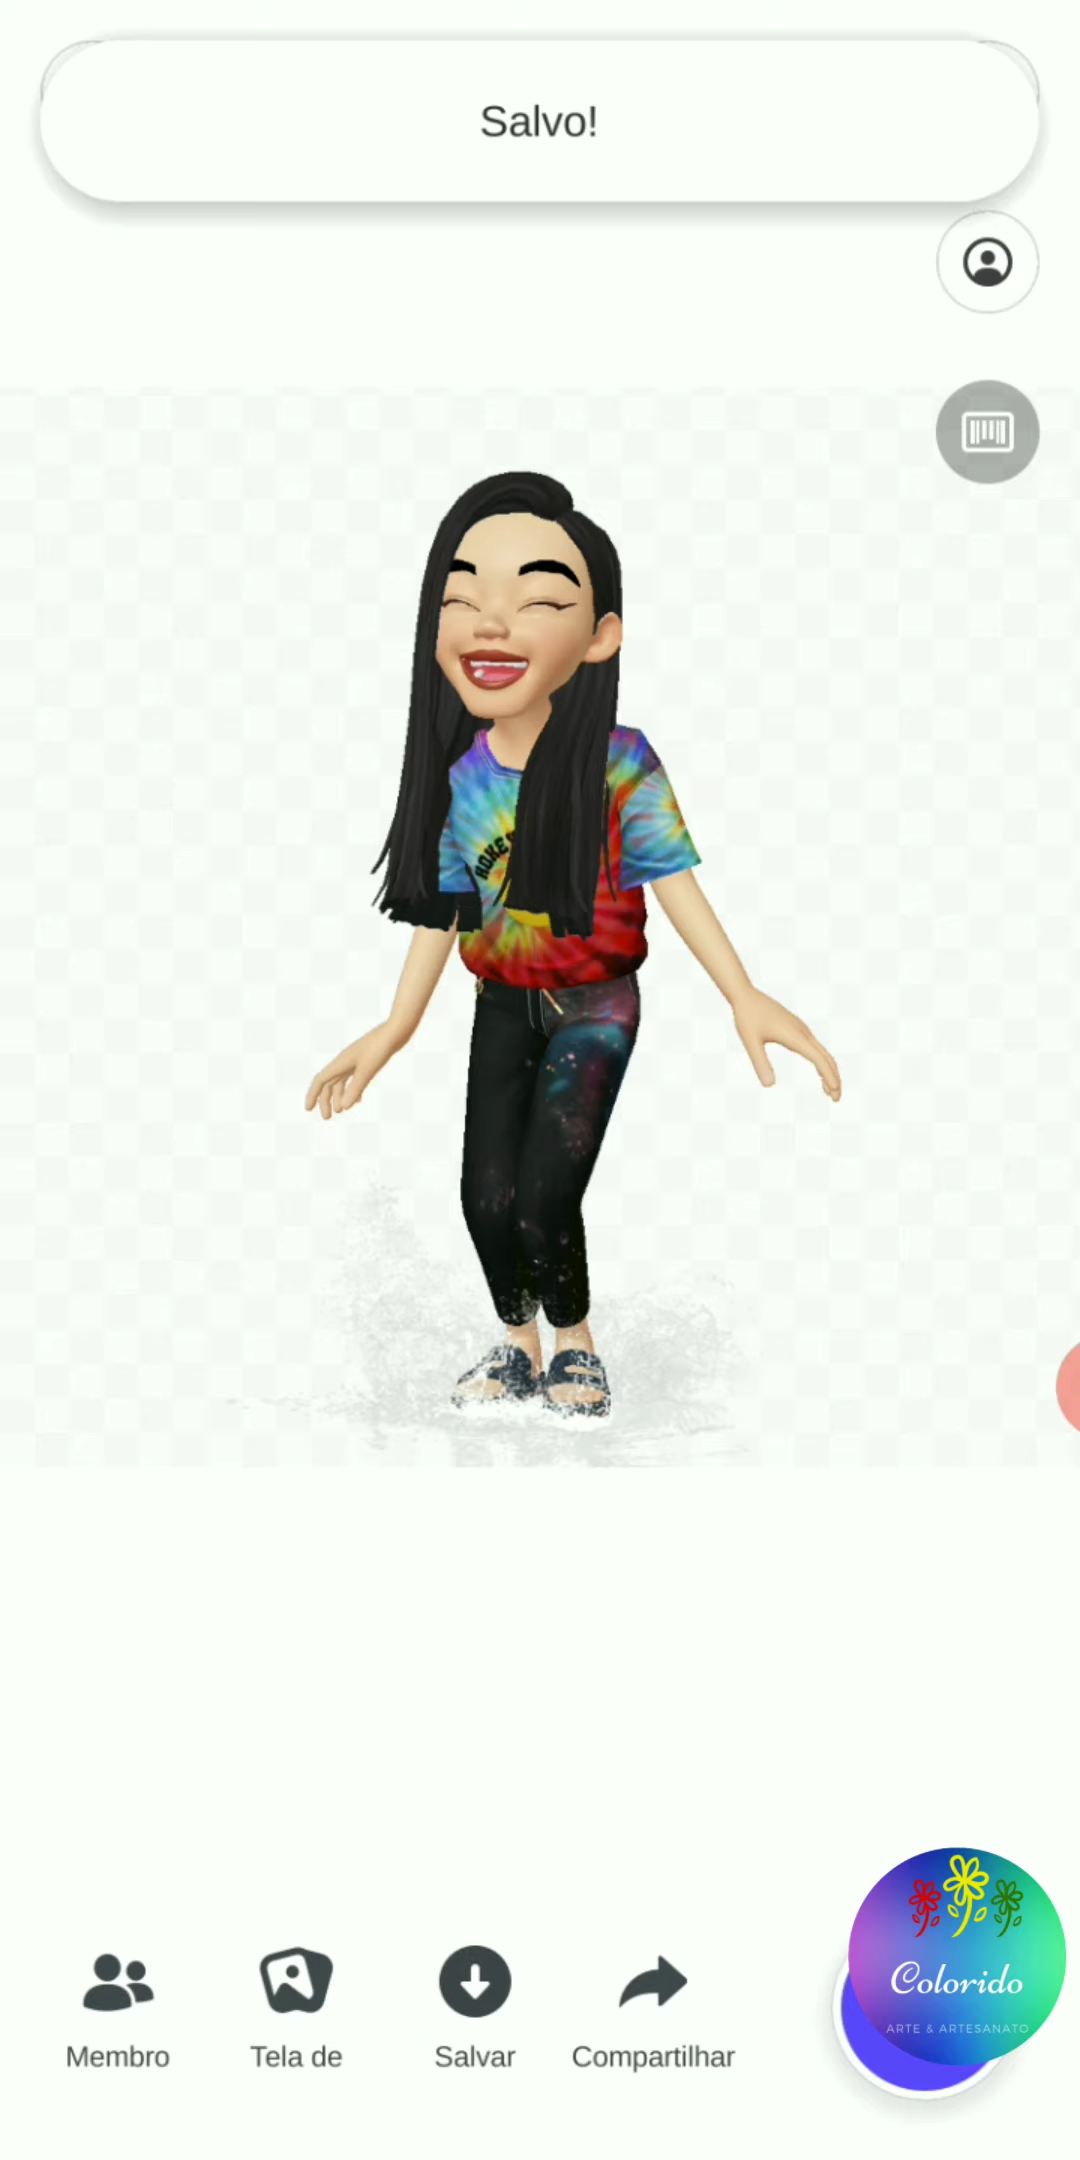 Salvo!
Membro
Tela de
Salvar
Compartilhar
Colorido
ARTE & ARTESANATO